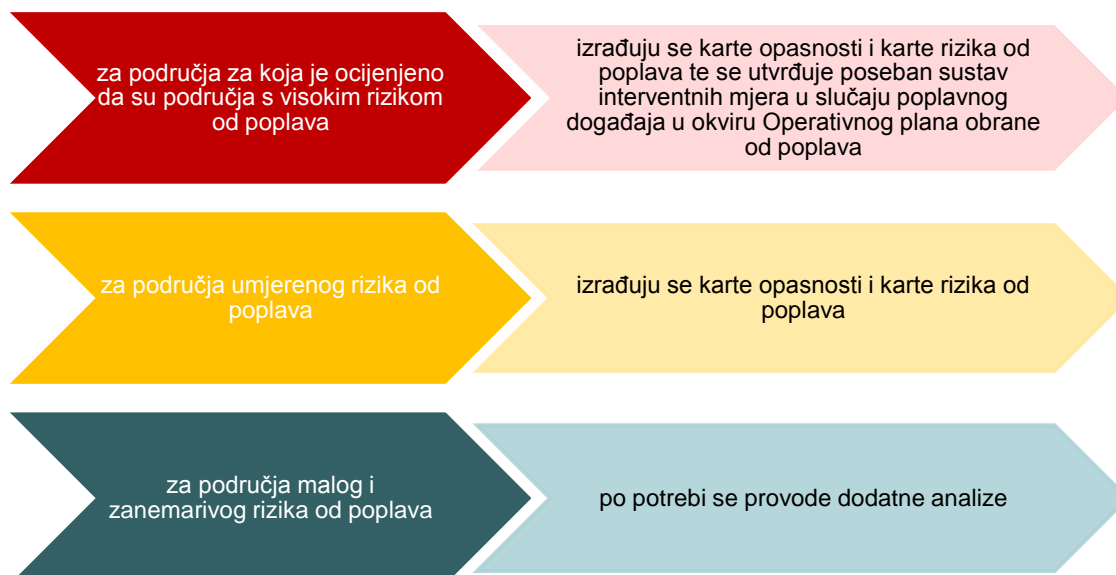 za područja za koja je ocijenjeno
da su područja s visokim rizikom
od poplava
izrađuju se karte opasnosti i karte rizika od
poplava te se utvrđuje poseban sustav
interventnih mjera u slučaju poplavnog
događaja u okviru Operativnog plana obrane
od poplava
za područja umjerenog rizika od
poplava
izrađuju se karte opasnosti i karte rizika od
poplava
za područja malog i
zanemarivog rizika od poplava
po potrebi se provode dodatne analize